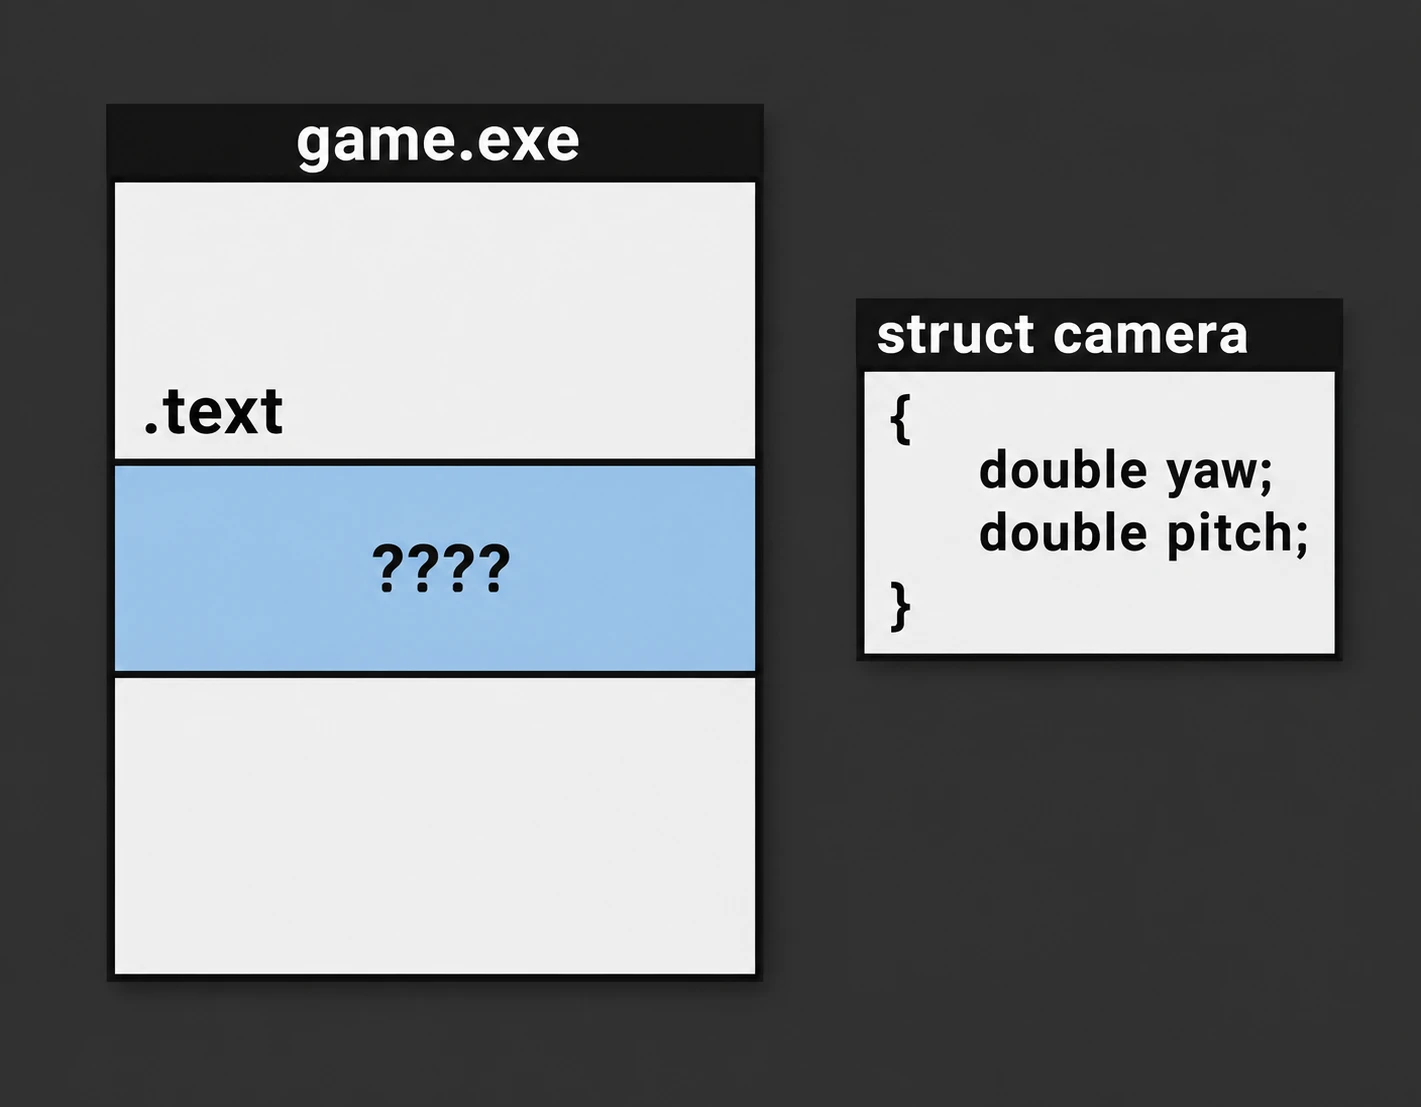 game.exe
.text
????
struct camera
{
double yaw;
double pitch;
}